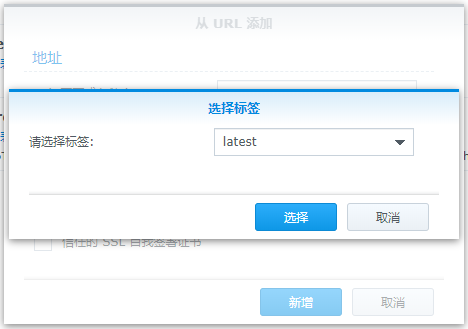 从 URL 添加
地址
选择标签
请选择标签：
latest
选择
取消
信任的 SSL 自我签署证书
新增
取消